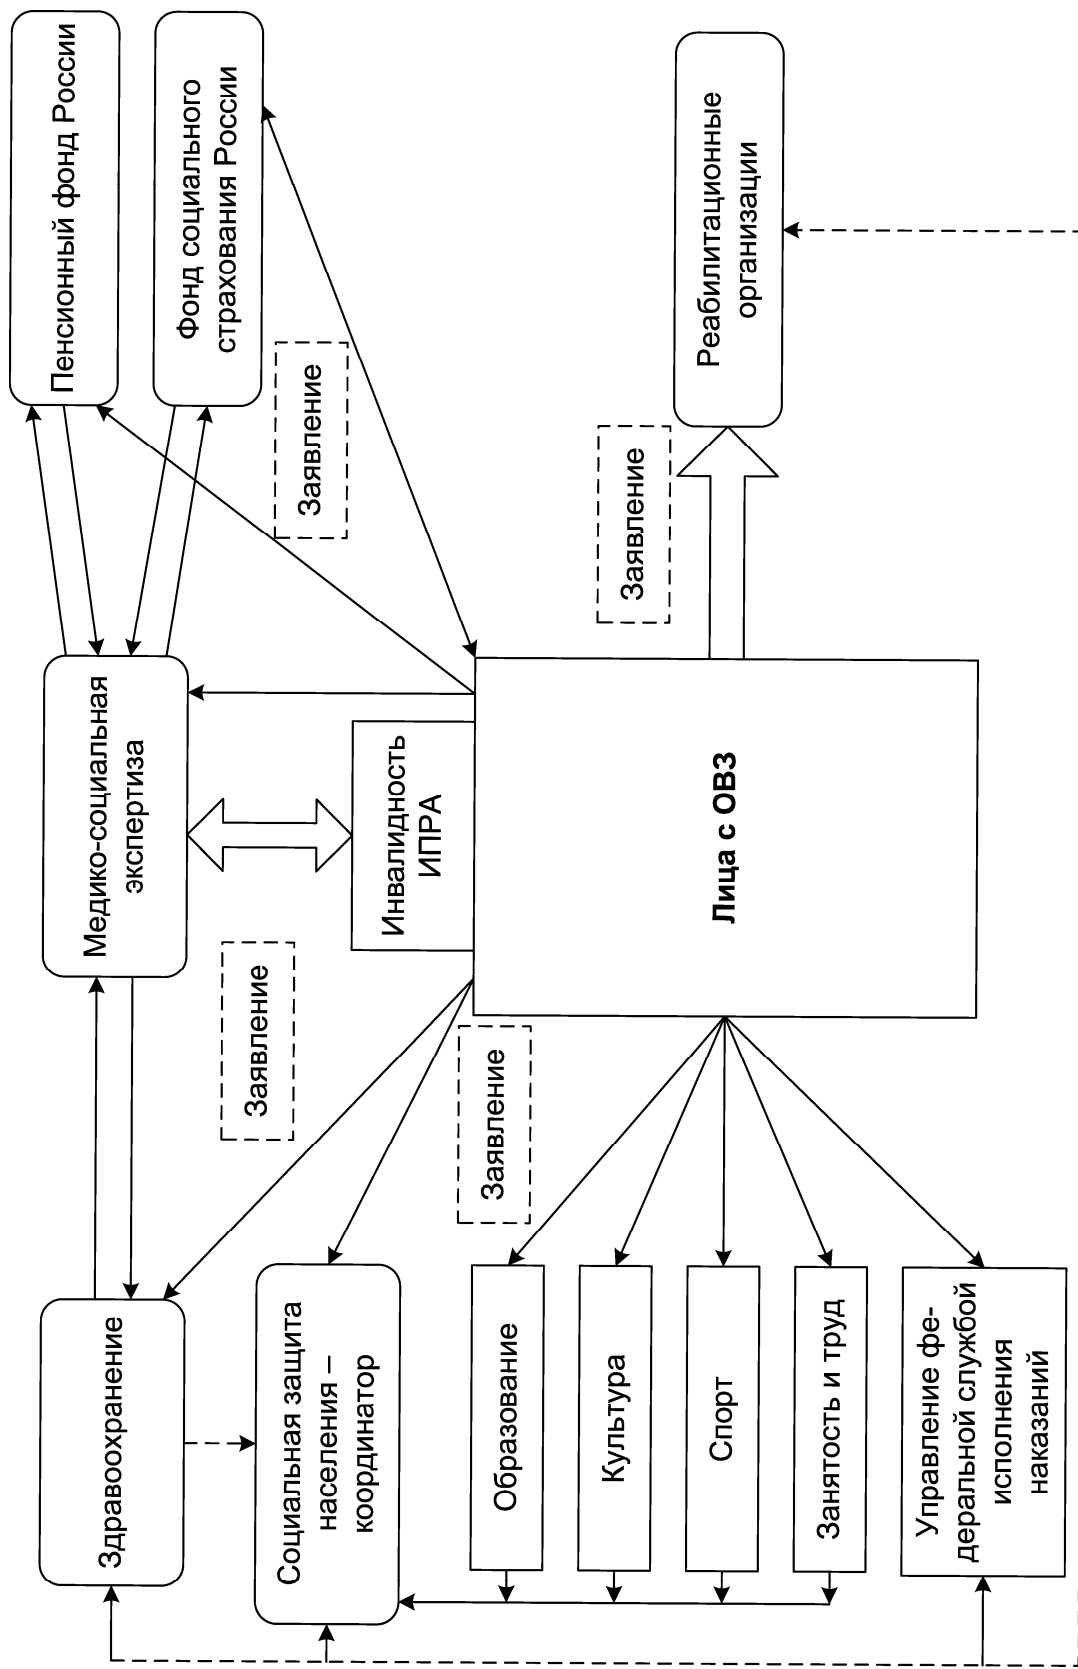 Здравоохранение
Медико-социальная
экспертиза
Пенсионный фонд России
Фонд социального
страхования России
Заявление
Заявление
Социальная защита
населения –
координатор
Инвалидность
ИПРА
Заявление
Образование
Культура
Спорт
Занятость и труд
Управление фе-
деральной службой
исполнения
наказаний
Лица с ОВЗ
Заявление
Реабилитационные
организации